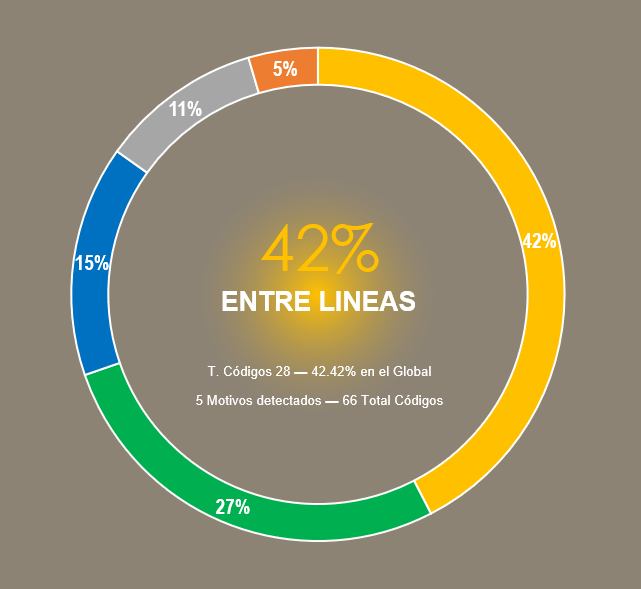 5%
11%
42%
42%
ENTRE LINEAS
15%
T. Códigos 28 — 42.42% en el Global
5 Motivos detectados — 66 Total Códigos
27%